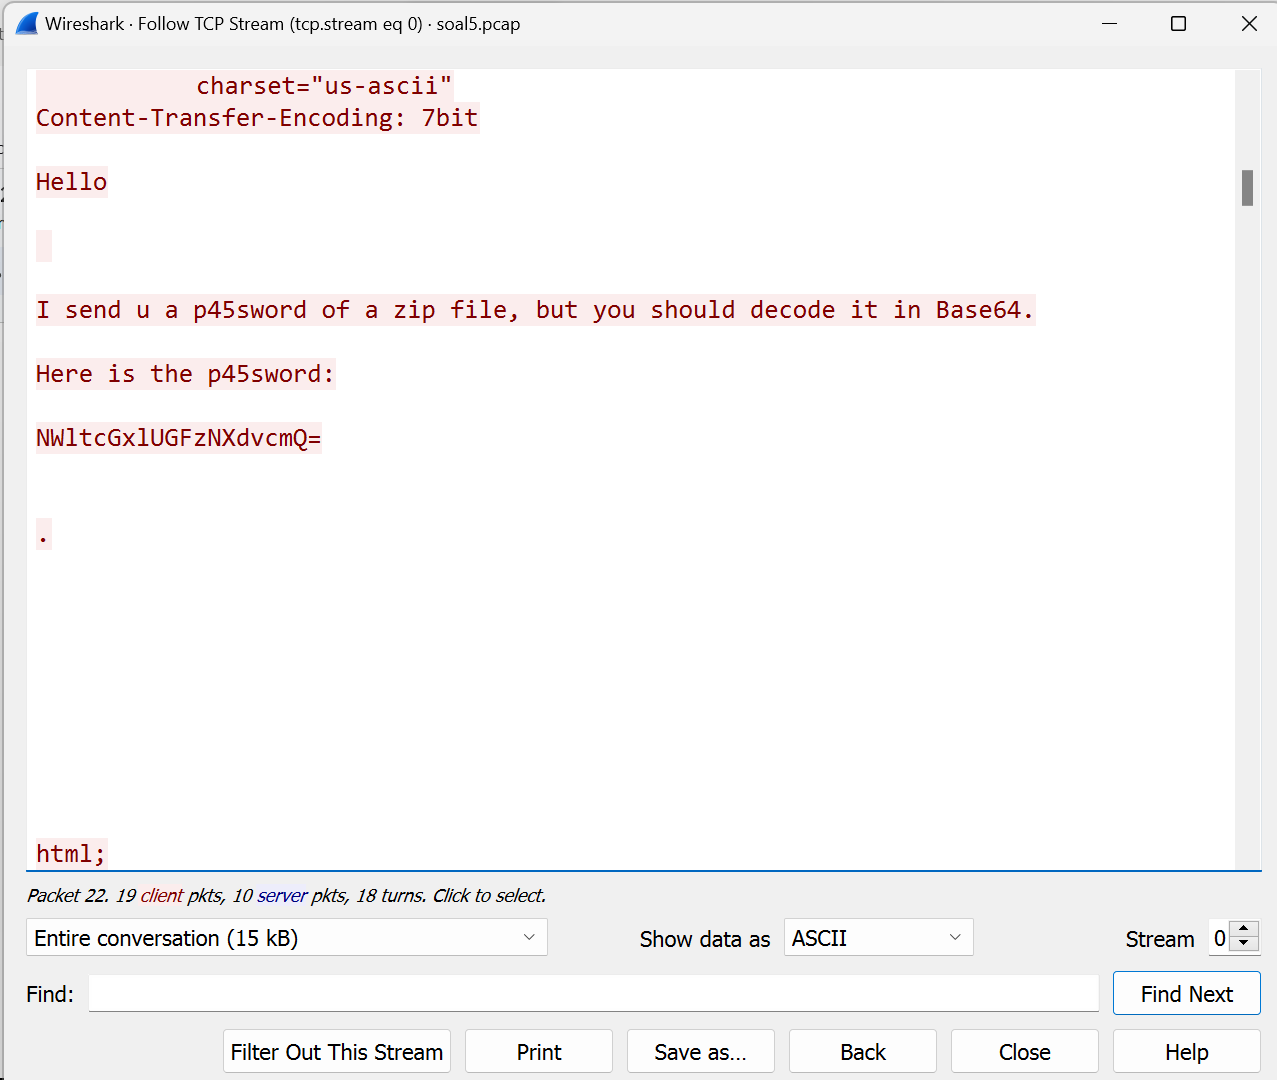 Wireshark · Follow TCP Stream (tcp.stream eq 0) · soal5.pcap
charset="us-ascii"
Content-Transfer-Encoding: 7bit
Hello
I send u a p45sword of a zip file, but you should decode it in Base64.
Here is the p45sword:
NWltcGxlUGFzNXdvcmQ=
.
html;
Packet 22. 19 client pkts, 10 server pkts, 18 turns. Click to select.
Entire conversation (15 kB) Show data as ASCII Stream 0
Find: Find Next
Filter Out This Stream Print Save as... Back Close Help